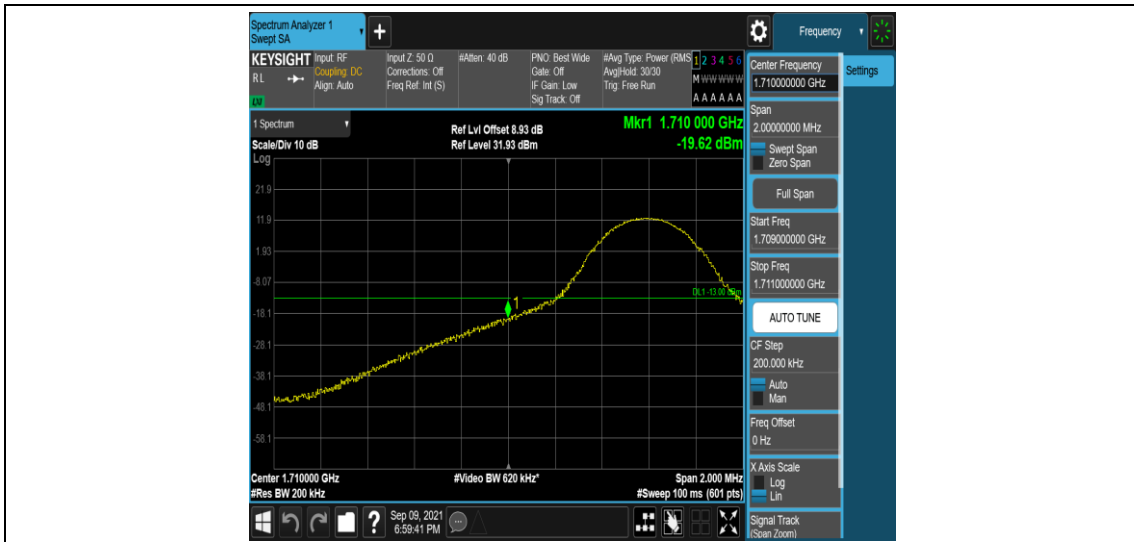 Spectrum Analyzer 1
Swept SA
Frequency
KEYSIGHT
RL
LXI
Input: RF
Coupling: DC
Align: Auto
Input Z: 50 Ω
Corrections: Off
Freq Ref: Int (S)
#Atten: 40 dB
PNO: Best Wide
Gate: Off
IF Gain: Low
Sig Track: Off
#Avg Type: Power (RMS
Avg|Hold: 30/30
Trig: Free Run
1 2 3 4 5 6
M W W W W W
A A A A A A
1 Spectrum
Scale/Div 10 dB
Ref Lvl Offset 8.93 dB
Ref Level 31.93 dBm
Mkr1 1.710 000 GHz
-19.62 dBm
Log
21.9
11.9
1.93
-8.07
-18.1
-28.1
-38.1
-48.1
-58.1
DL1 -13.00 dBm
1
Center 1.710000 GHz
#Res BW 200 kHz
#Video BW 620 kHz*
Span 2.000 MHz
#Sweep 100 ms (601 pts)
Sep 09, 2021
6:59:41 PM
Center Frequency
1.710000000 GHz
Settings
Span
2.00000000 MHz
Swept Span
Zero Span
Full Span
Start Freq
1.709000000 GHz
Stop Freq
1.711000000 GHz
AUTO TUNE
CF Step
200.000 kHz
Auto
Man
Freq Offset
0 Hz
X Axis Scale
Log
Lin
Signal Track
(Span Zoom)